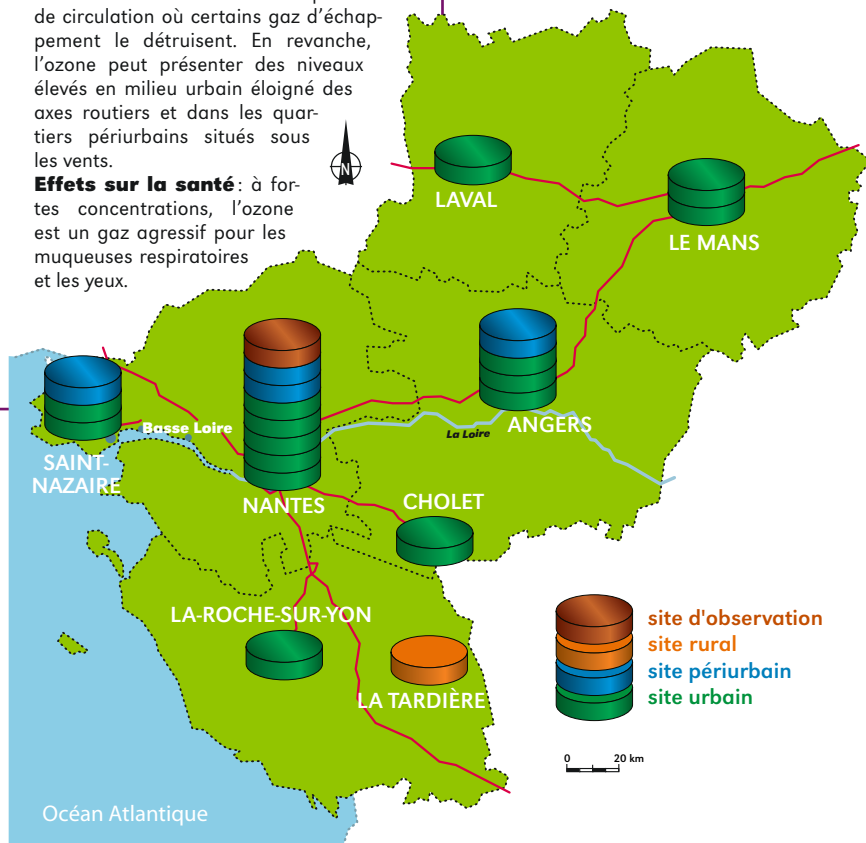 de circulation où certains gaz d'échap-
pement le détruisent. En revanche,
l'ozone peut présenter des niveaux
élevés en milieu urbain éloigné des
axes routiers et dans les quar-
tiers périurbains situés sous
les vents.
Effets sur la santé : à for-
tes concentrations, l'ozone
est un gaz agressif pour les
muqueuses respiratoires
et les yeux.
N
LAVAL
LE MANS
Basse Loire
La Loire
ANGERS
SAINT-
NAZAIRE
NANTES
CHOLET
LA-ROCHE-SUR-YON
LA TARDIÈRE
site d'observation
site rural
site périurbain
site urbain
0 20 km
Océan Atlantique